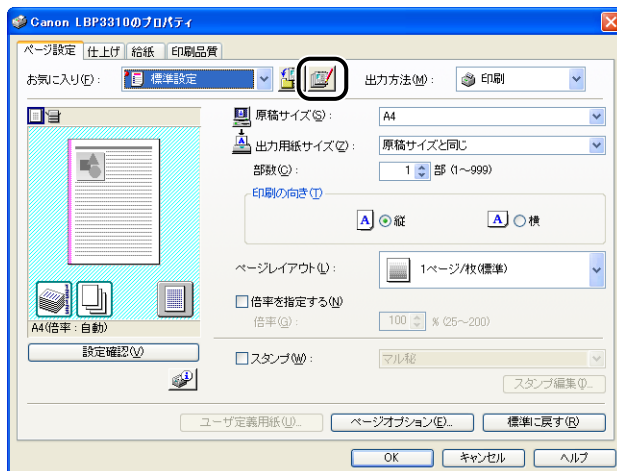 Canon LBP3310のプロパティ
ページ設定 仕上げ 給紙 印刷品質
お気に入り(F): 標準設定 出力方法(M): 印刷
原稿サイズ(S): A4
出力用紙サイズ(Z): 原稿サイズと同じ
部数(C): 1 部 (1～999)
印刷の向き(T)
A 縦 A 横
ページレイアウト(L): 1ページ/枚(標準)
倍率を指定する(N)
倍率(G): 100 % (25～200)
A4(倍率:自動)
設定確認(V)
スタンプ(W): マル秘
スタンプ編集(I)...
ユーザ定義用紙(U)... ページオプション(E)... 標準に戻す(R)
OK キャンセル ヘルプ